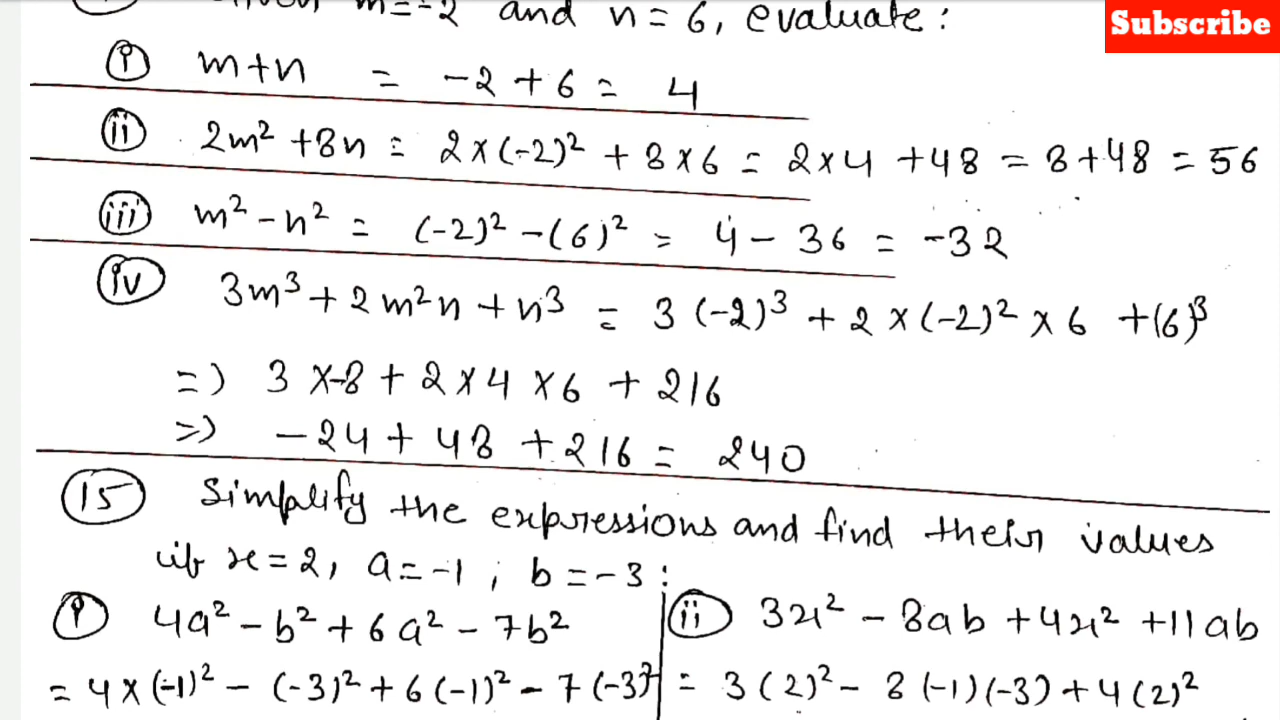 Given m=-2 and n=6, evaluate:
Subscribe
(i) m+n = -2+6 = 4
(ii) 2m²+8n = 2×(-2)²+8×6 = 2×4+48 = 8+48 = 56
(iii) m²-n² = (-2)²-(6)² = 4-36 = -32
(iv) 3m³+2m²n+n³ = 3(-2)³+2×(-2)²×6+(6)³
=) 3×-8+2×4×6+216
=) -24+48+216 = 240
(15) Simplify the expressions and find their values
if x=2, a=-1, b=-3:
(i) 4a²-b²+6a²-7b²
= 4×(-1)²-(-3)²+6(-1)²-7(-3)²
(ii) 3x²-8ab+4x²+11ab
= 3(2)²-8(-1)(-3)+4(2)²